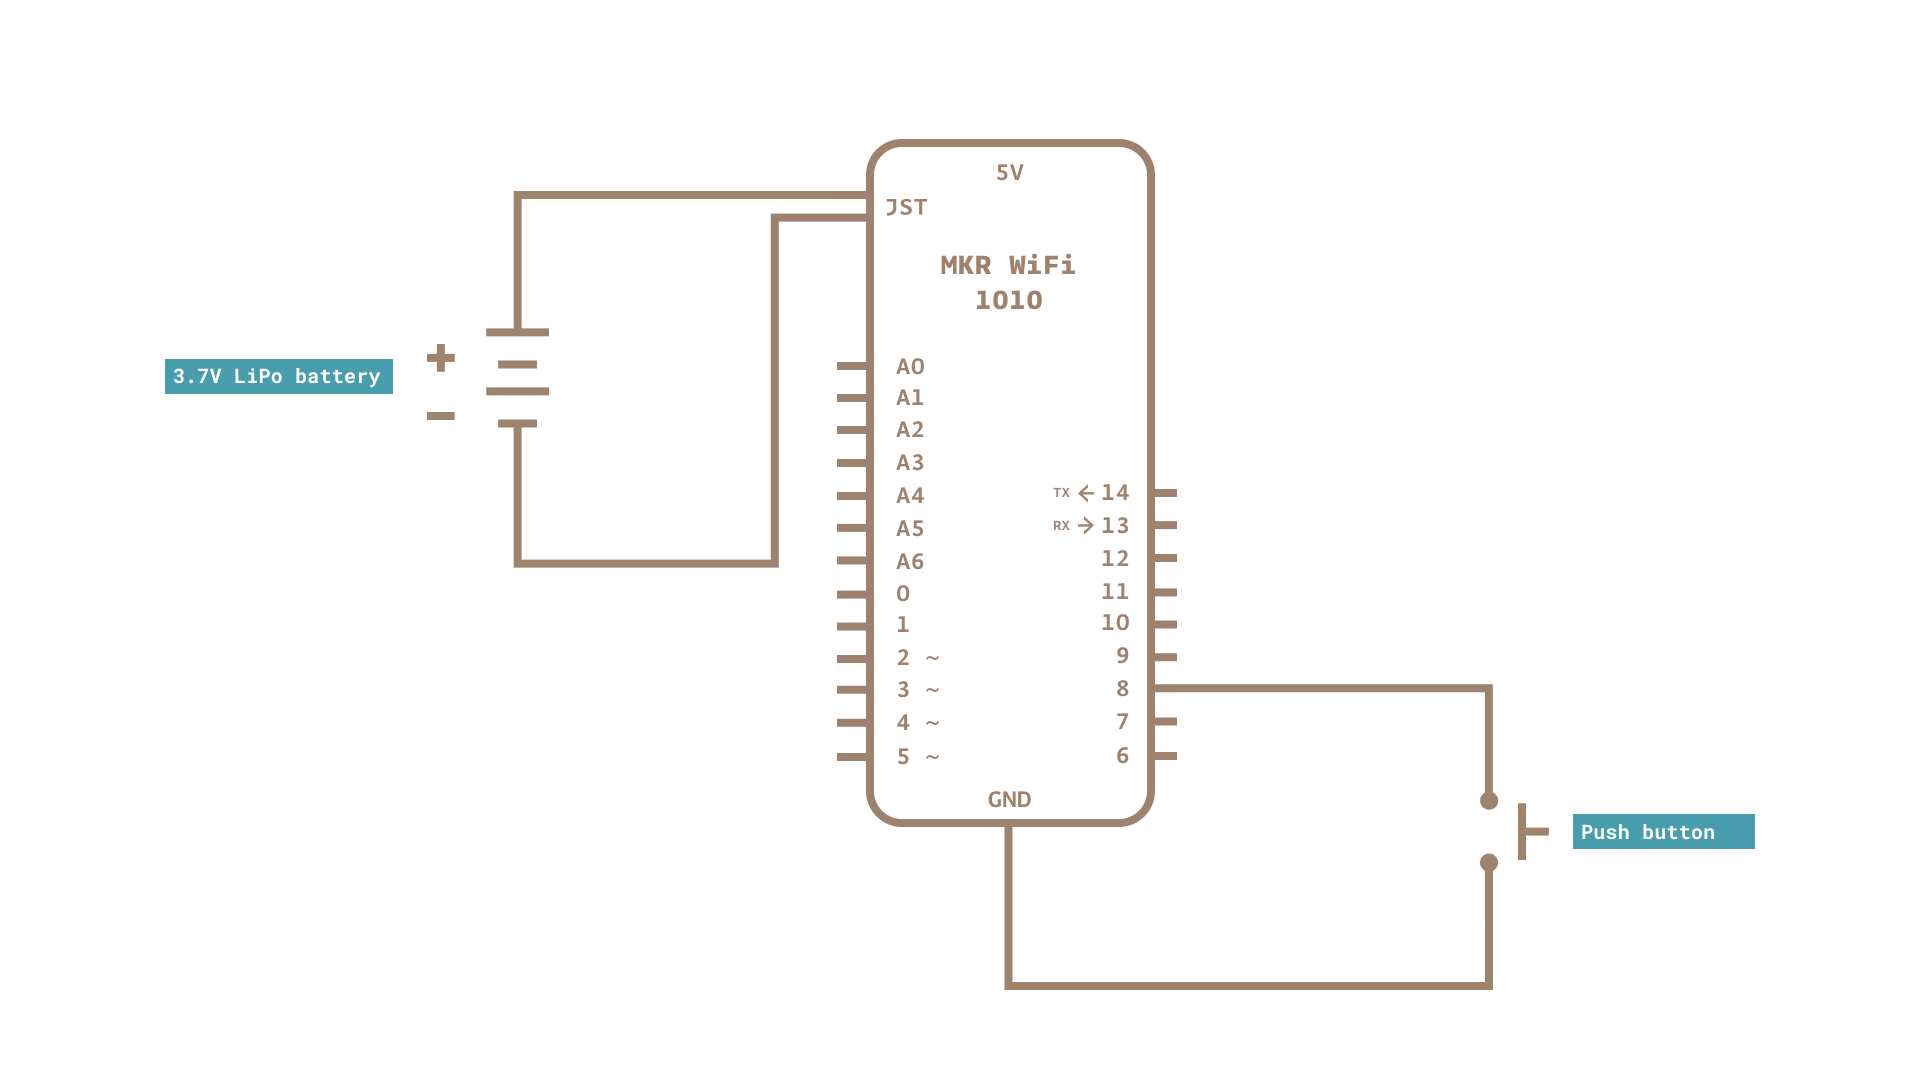 5V
JST
MKR WiFi
1010
3.7V LiPo battery
+
-
A0
A1
A2
A3
A4
A5
A6
0
1
2 ~
3 ~
4 ~
5 ~
TX ← 14
RX → 13
12
11
10
9
8
7
6
GND
Push button